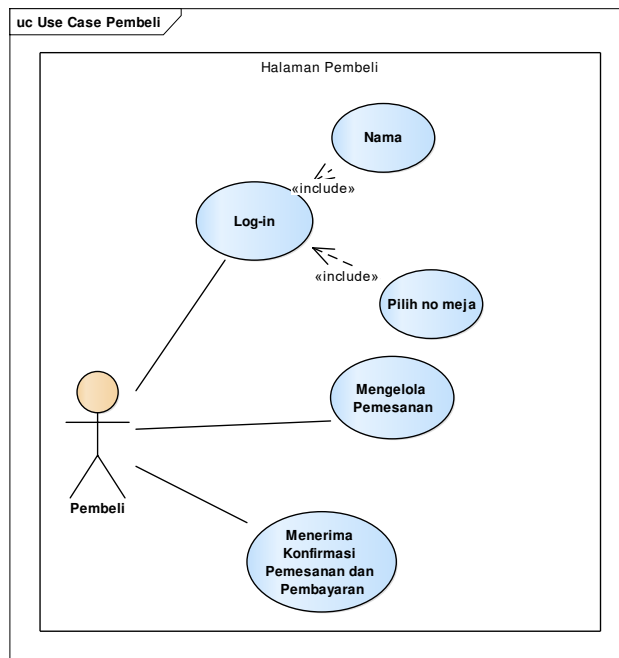 uc Use Case Pembeli
Halaman Pembeli
Nama
«include»
Log-in
«include»
Pilih no meja
Mengelola
Pemesanan
Pembeli
Menerima
Konfirmasi
Pemesanan dan
Pembayaran